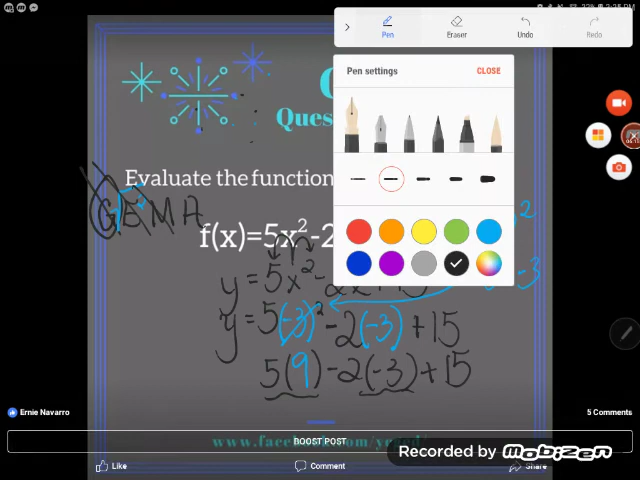 Pen
Eraser
Undo
Redo
Pen settings
CLOSE
Ques
Evaluate the function
GEMA
f(x)=5x²-2
y = 5x² -
y = 5(-3)² -2(-3) +15
5(9) -2(-3)+15
Ernie Navarro
5 Comments
BOOST POST
Recorded by mobizen
Like
Comment
Share